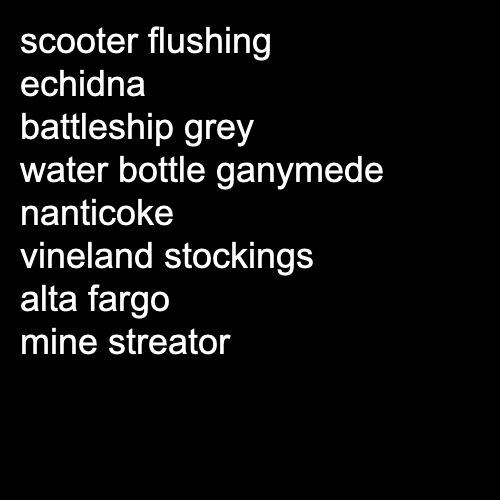 scooter flushing
echidna
battleship grey
water bottle ganymede
nanticoke
vineland stockings
alta fargo
mine streator